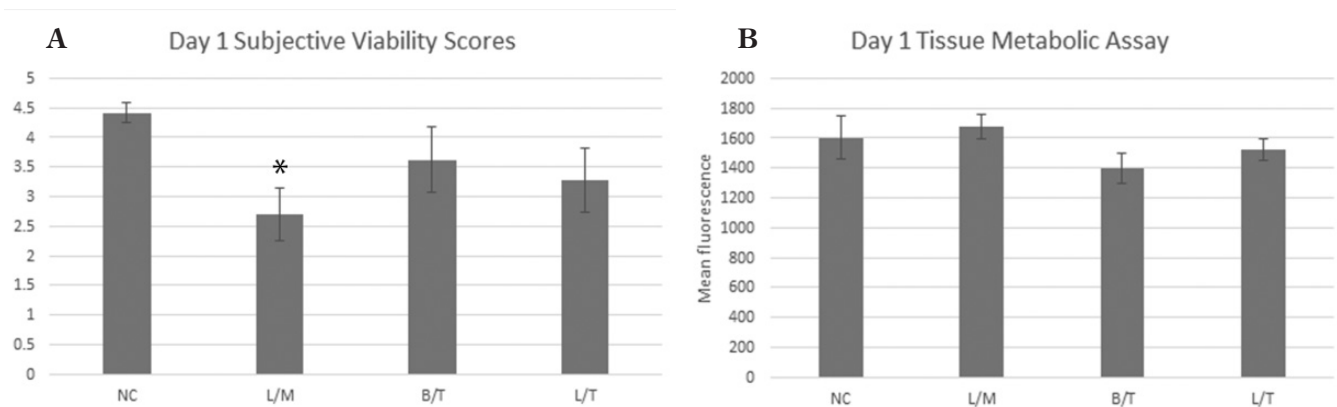 A
Day 1 Subjective Viability Scores
5
4.5
4
3.5
3
2.5
2
1.5
1
0.5
0
*
NC
L/M
B/T
L/T
B
Day 1 Tissue Metabolic Assay
Mean fluorescence
2000
1800
1600
1400
1200
1000
800
600
400
200
0
NC
L/M
B/T
L/T